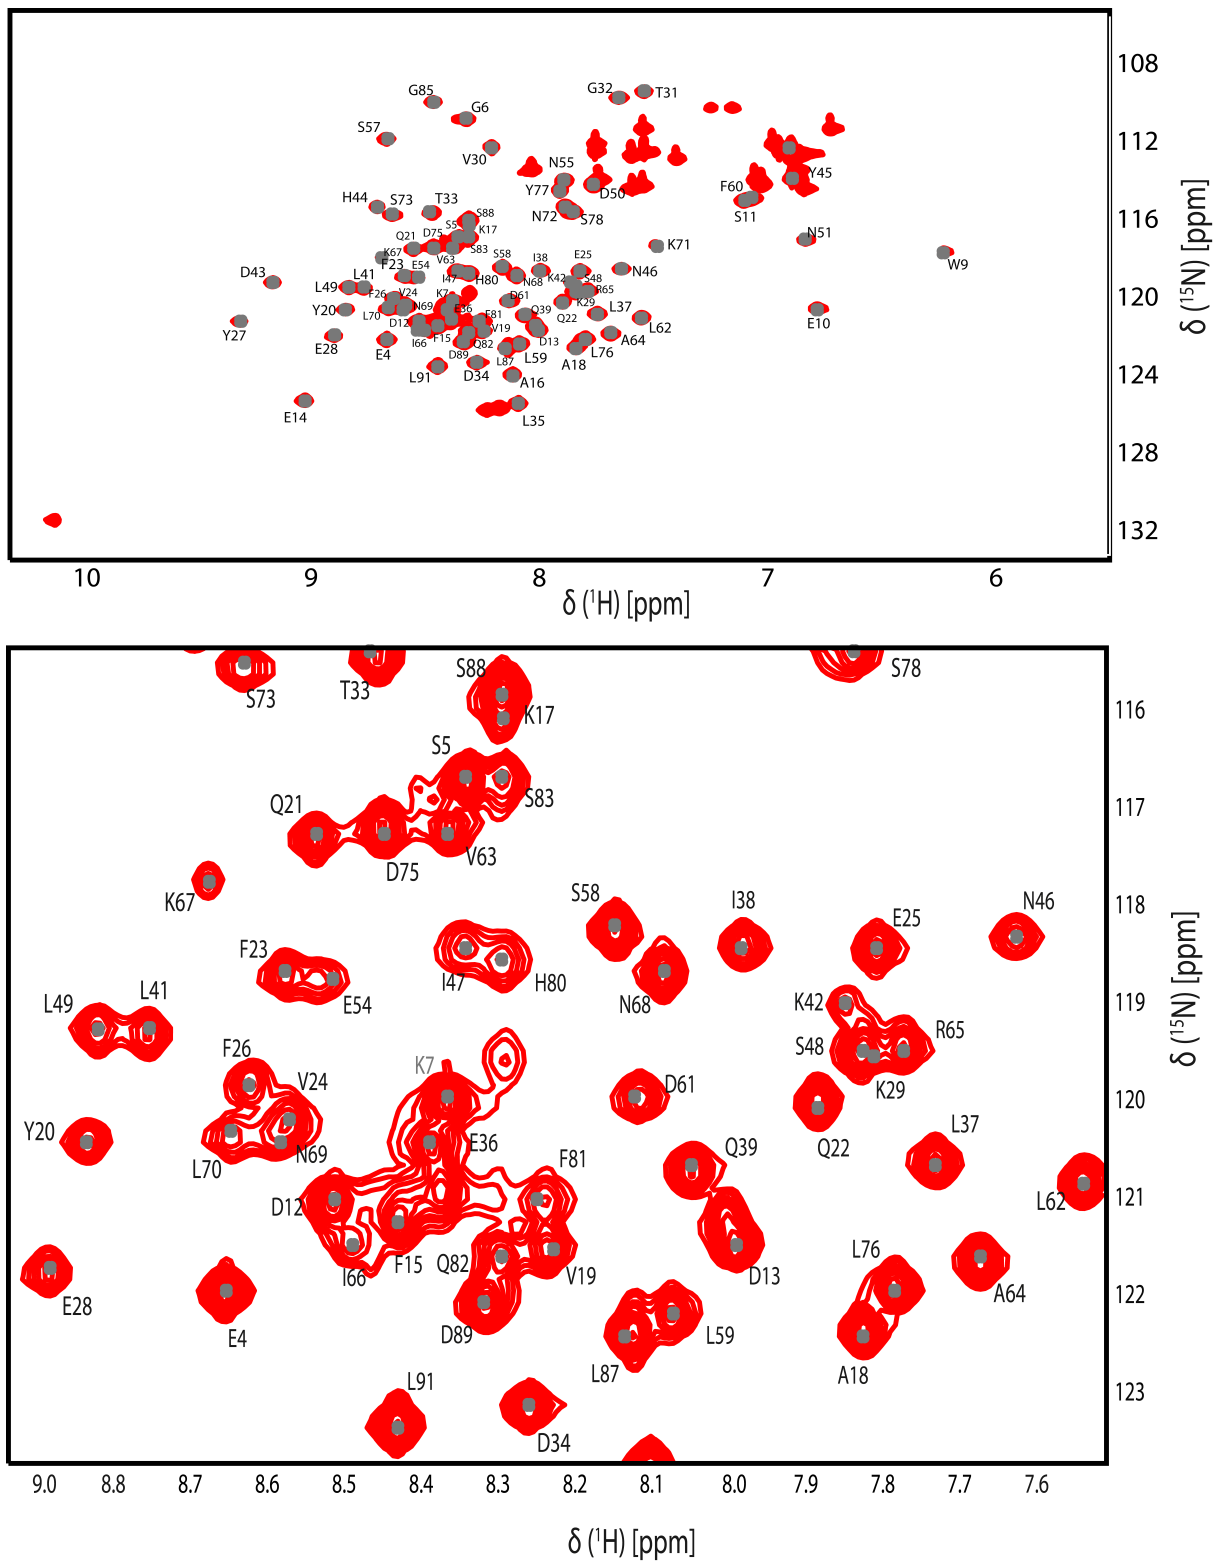 108
G85
G32
T31
G6
S57
112
V30
N55
Y45
Y77
D50
F60
H44
S73
T33
S88
N72
S78
S11
116
S5
K17
Q21
D75
S83
N51
K71
K67
V63
W9
F23
E54
S58
I38
E25
N46
D43
L49
L41
I47
H80
N68
K42
S48
R65
F26
V24
K7
D61
K29
120
Y20
L70
N69
E36
Q39
Q22
L37
E10
D12
F81
L62
Y27
V19
E28
E4
I66
F15
Q82
D13
A64
D89
L59
L76
L87
A18
L91
D34
A16
124
E14
L35
128
132
10
9
8
7
6
δ (¹H) [ppm]
δ (¹⁵N) [ppm]
S88
S78
S73
T33
116
K17
S5
Q21
S83
117
D75
V63
K67
S58
I38
E25
N46
118
F23
E54
I47
H80
N68
L49
L41
K42
119
S48
R65
F26
K7
K29
V24
D61
120
Y20
L70
N69
E36
Q39
Q22
L37
F81
D12
121
L62
I66
F15
Q82
V19
D13
L76
E28
A64
122
E4
D89
L87
L59
A18
L91
123
D34
9.0
8.8
8.7
8.6
8.5
8.4
8.3
8.2
8.1
8.0
7.9
7.8
7.7
7.6
δ (¹H) [ppm]
δ (¹⁵N) [ppm]